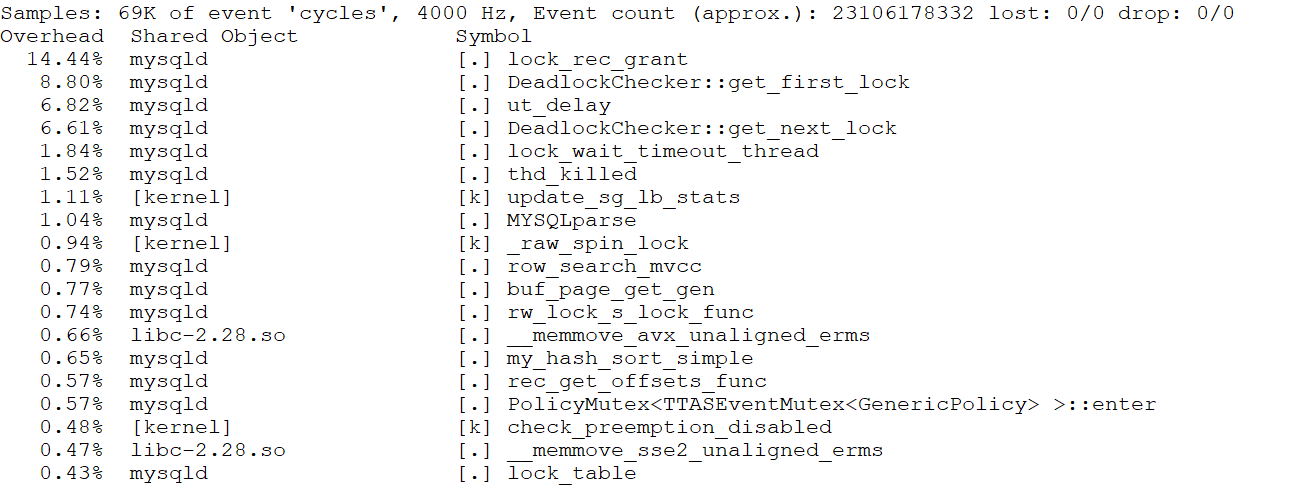 Samples: 69K of event 'cycles', 4000 Hz, Event count (approx.): 23106178332 lost: 0/0 drop: 0/0
Overhead  Shared Object            Symbol
  14.44%  mysqld                   [.] lock_rec_grant
   8.80%  mysqld                   [.] DeadlockChecker::get_first_lock
   6.82%  mysqld                   [.] ut_delay
   6.61%  mysqld                   [.] DeadlockChecker::get_next_lock
   1.84%  mysqld                   [.] lock_wait_timeout_thread
   1.52%  mysqld                   [.] thd_killed
   1.11%  [kernel]                 [k] update_sg_lb_stats
   1.04%  mysqld                   [.] MYSQLparse
   0.94%  [kernel]                 [k] _raw_spin_lock
   0.79%  mysqld                   [.] row_search_mvcc
   0.77%  mysqld                   [.] buf_page_get_gen
   0.74%  mysqld                   [.] rw_lock_s_lock_func
   0.66%  libc-2.28.so             [.] __memmove_avx_unaligned_erms
   0.65%  mysqld                   [.] my_hash_sort_simple
   0.57%  mysqld                   [.] rec_get_offsets_func
   0.57%  mysqld                   [.] PolicyMutex<TTASEventMutex<GenericPolicy> >::enter
   0.48%  [kernel]                 [k] check_preemption_disabled
   0.47%  libc-2.28.so             [.] __memmove_sse2_unaligned_erms
   0.43%  mysqld                   [.] lock_table